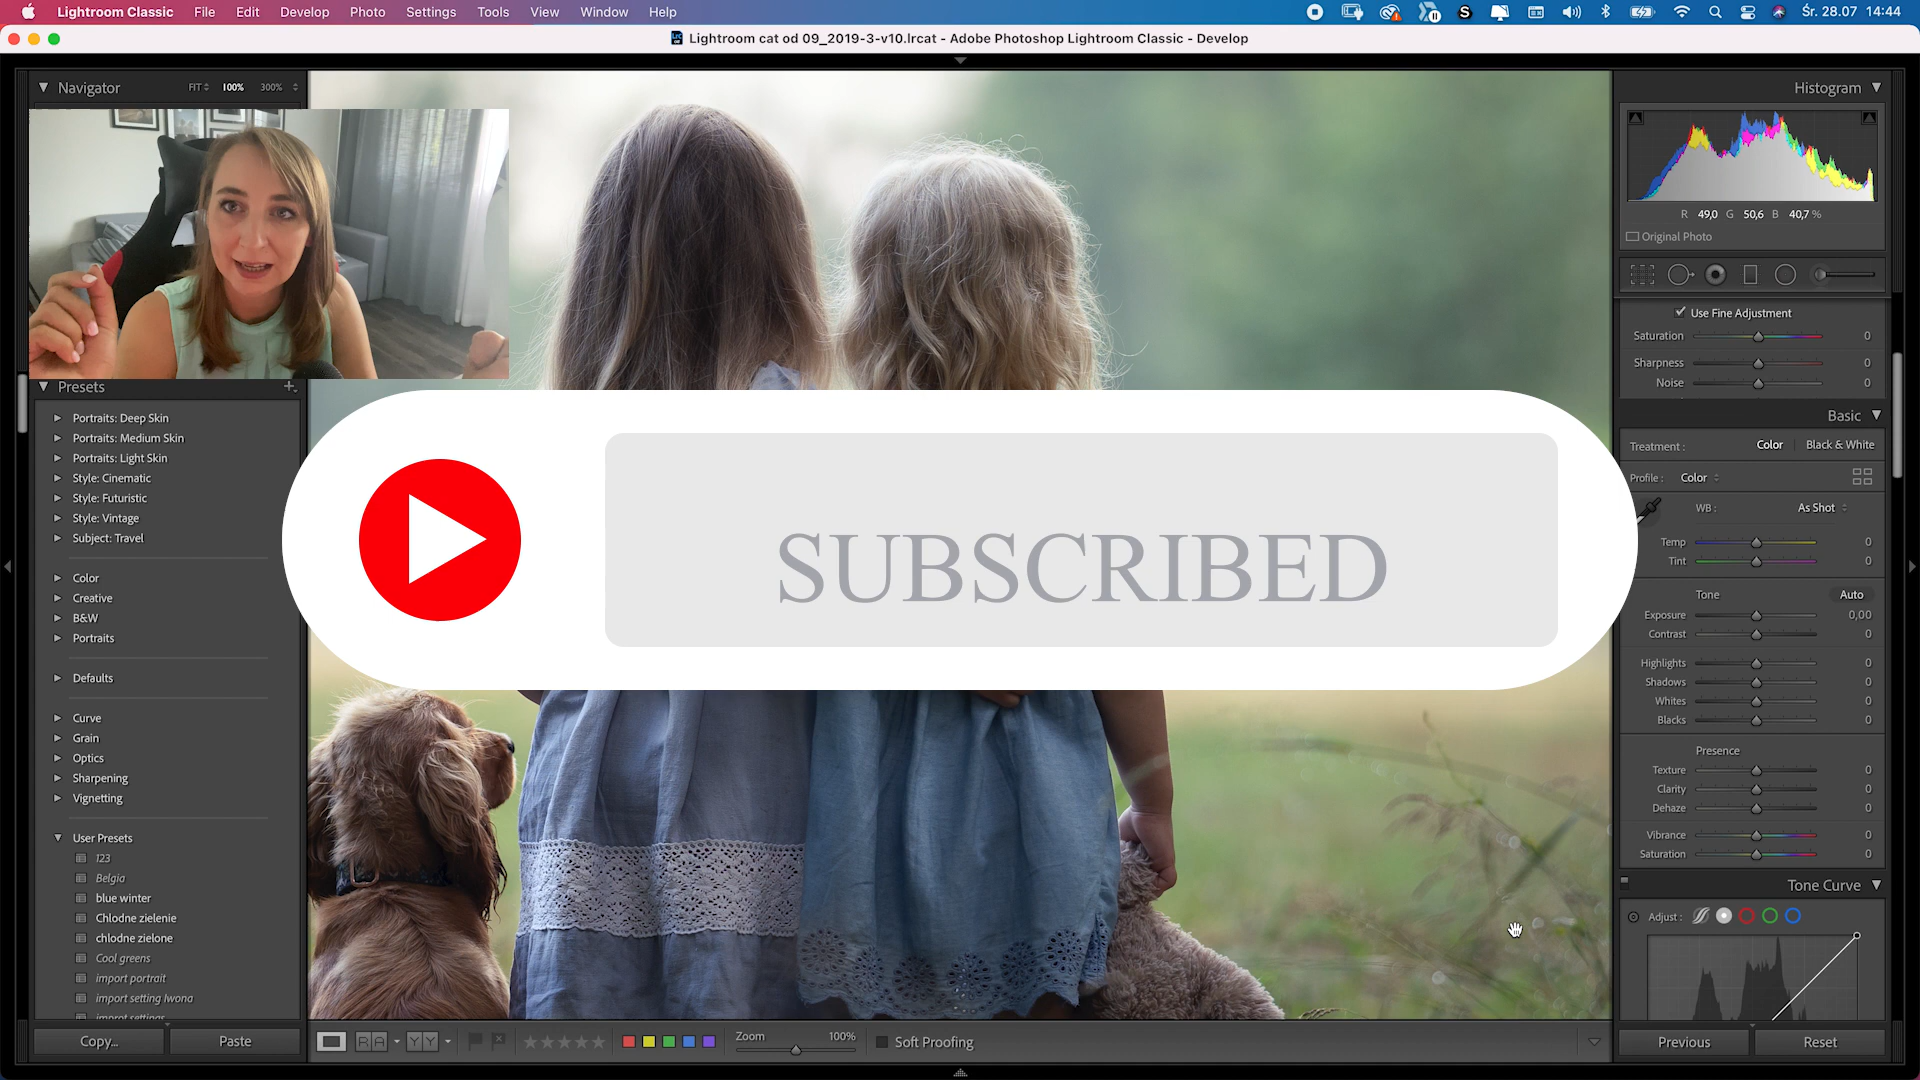 Lightroom Classic File Edit Develop Photo Settings Tools View Window Help Śr. 28.07 14:44
Lightroom cat od 09_2019-3-v10.lrcat - Adobe Photoshop Lightroom Classic - Develop
Navigator FIT 100% 300%
Presets
Portraits: Deep Skin
Portraits: Medium Skin
Portraits: Light Skin
Style: Cinematic
Style: Futuristic
Style: Vintage
Subject: Travel
Color
Creative
B&W
Portraits
Defaults
Curve
Grain
Optics
Sharpening
Vignetting
User Presets
123
Belgia
blue winter
Chlodne zielenie
chlodne zielone
Cool greens
import portrait
import setting Iwona
improt settings
Copy... Paste
SUBSCRIBED
RA YY Zoom 100% Soft Proofing
Histogram
R 49,0 G 50,6 B 40,7 %
Original Photo
Use Fine Adjustment
Saturation 0
Sharpness 0
Noise 0
Basic
Treatment : Color Black & White
Profile : Color
WB : As Shot
Temp 0
Tint 0
Tone Auto
Exposure 0,00
Contrast 0
Highlights 0
Shadows 0
Whites 0
Blacks 0
Presence
Texture 0
Clarity 0
Dehaze 0
Vibrance 0
Saturation 0
Tone Curve
Adjust :
Previous Reset